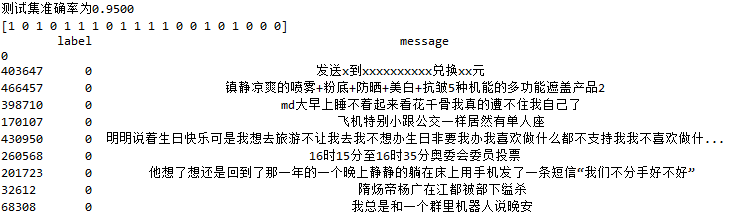 测试集准确率为0.9500
[1 0 1 0 1 1 1 0 1 1 1 1 0 0 1 0 1 0 0 0]
label message
0
403647 0 发送x到xxxxxxxxxx兑换xx元
466457 0 镇静凉爽的喷雾+粉底+防晒+美白+抗皱5种机能的多功能遮盖产品2
398710 0 md大早上睡不着起来看花千骨我真的遭不住我自己了
170107 0 飞机特别小跟公交一样居然有单人座
430950 0 明明说着生日快乐可是我想去旅游不让我去我不想办生日非要我办我喜欢做什么都不支持我我不喜欢做什...
260568 0 16时15分至16时35分奥委会委员投票
201723 0 他想了想还是回到了那一年的一个晚上静静的躺在床上用手机发了一条短信“我们不分手好不好”
32612 0 隋炀帝杨广在江都被部下缢杀
68308 0 我总是和一个群里机器人说晚安